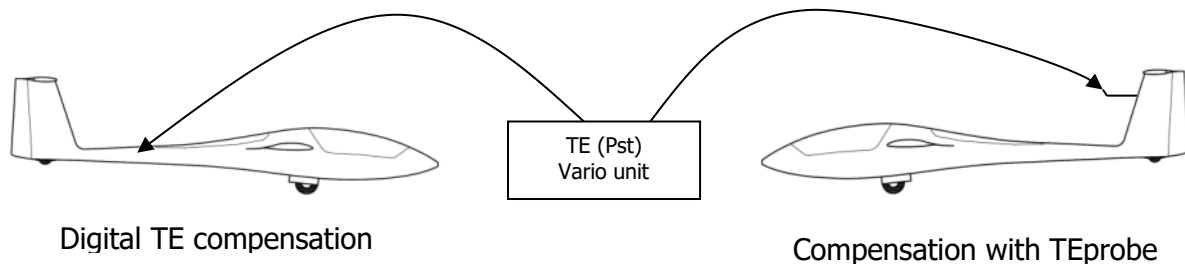 TE (Pst)
Vario unit
Digital TE compensation
Compensation with TEprobe